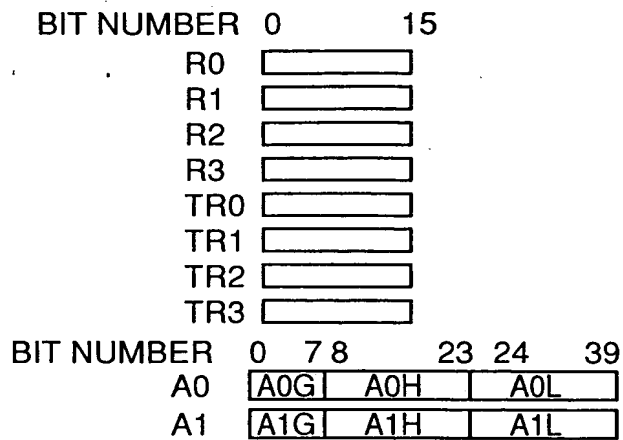 BIT NUMBER 0 15
R0
R1
R2
R3
TR0
TR1
TR2
TR3
BIT NUMBER 0 7 8 23 24 39
A0 A0G A0H A0L
A1 A1G A1H A1L